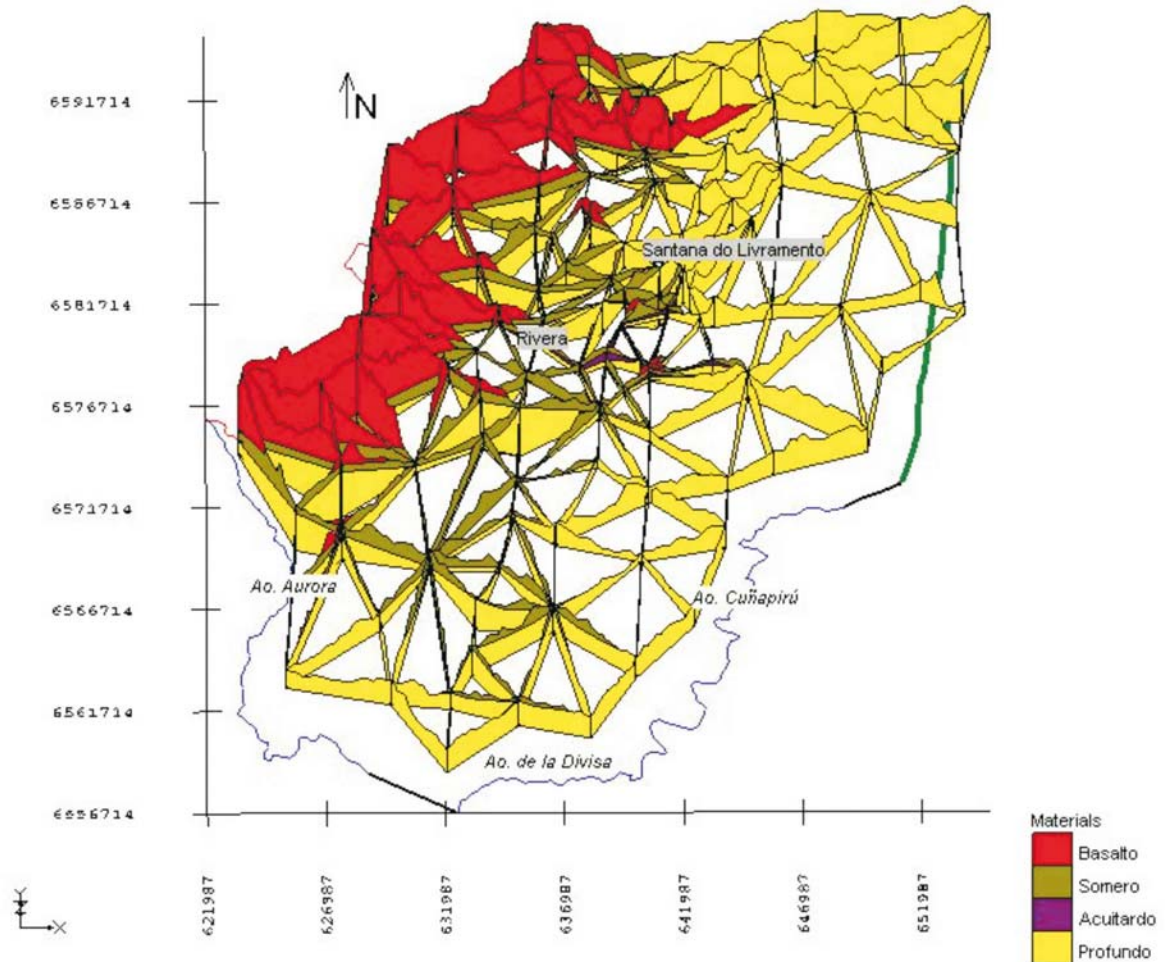 N
6591714
6586714
6581714
6576714
6571714
6566714
6561714
6556714
Santana do Livramento
Rivera
Ao. Aurora
Ao. Cuñapirú
Ao. de la Divisa
621987
626987
631987
636987
641987
646987
651987
Y
X
Materials
Basalto
Somero
Acuitardo
Profundo